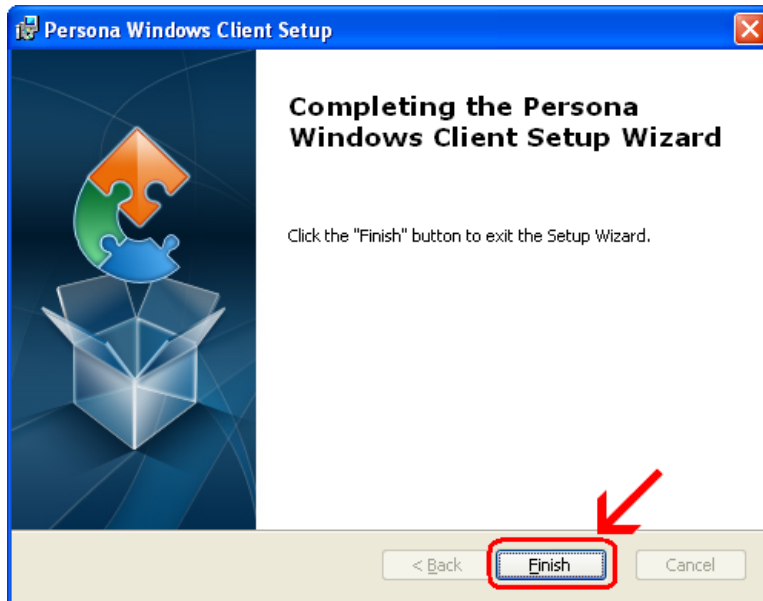 Persona Windows Client Setup
Completing the Persona
Windows Client Setup Wizard
Click the "Finish" button to exit the Setup Wizard.
< Back
Finish
Cancel